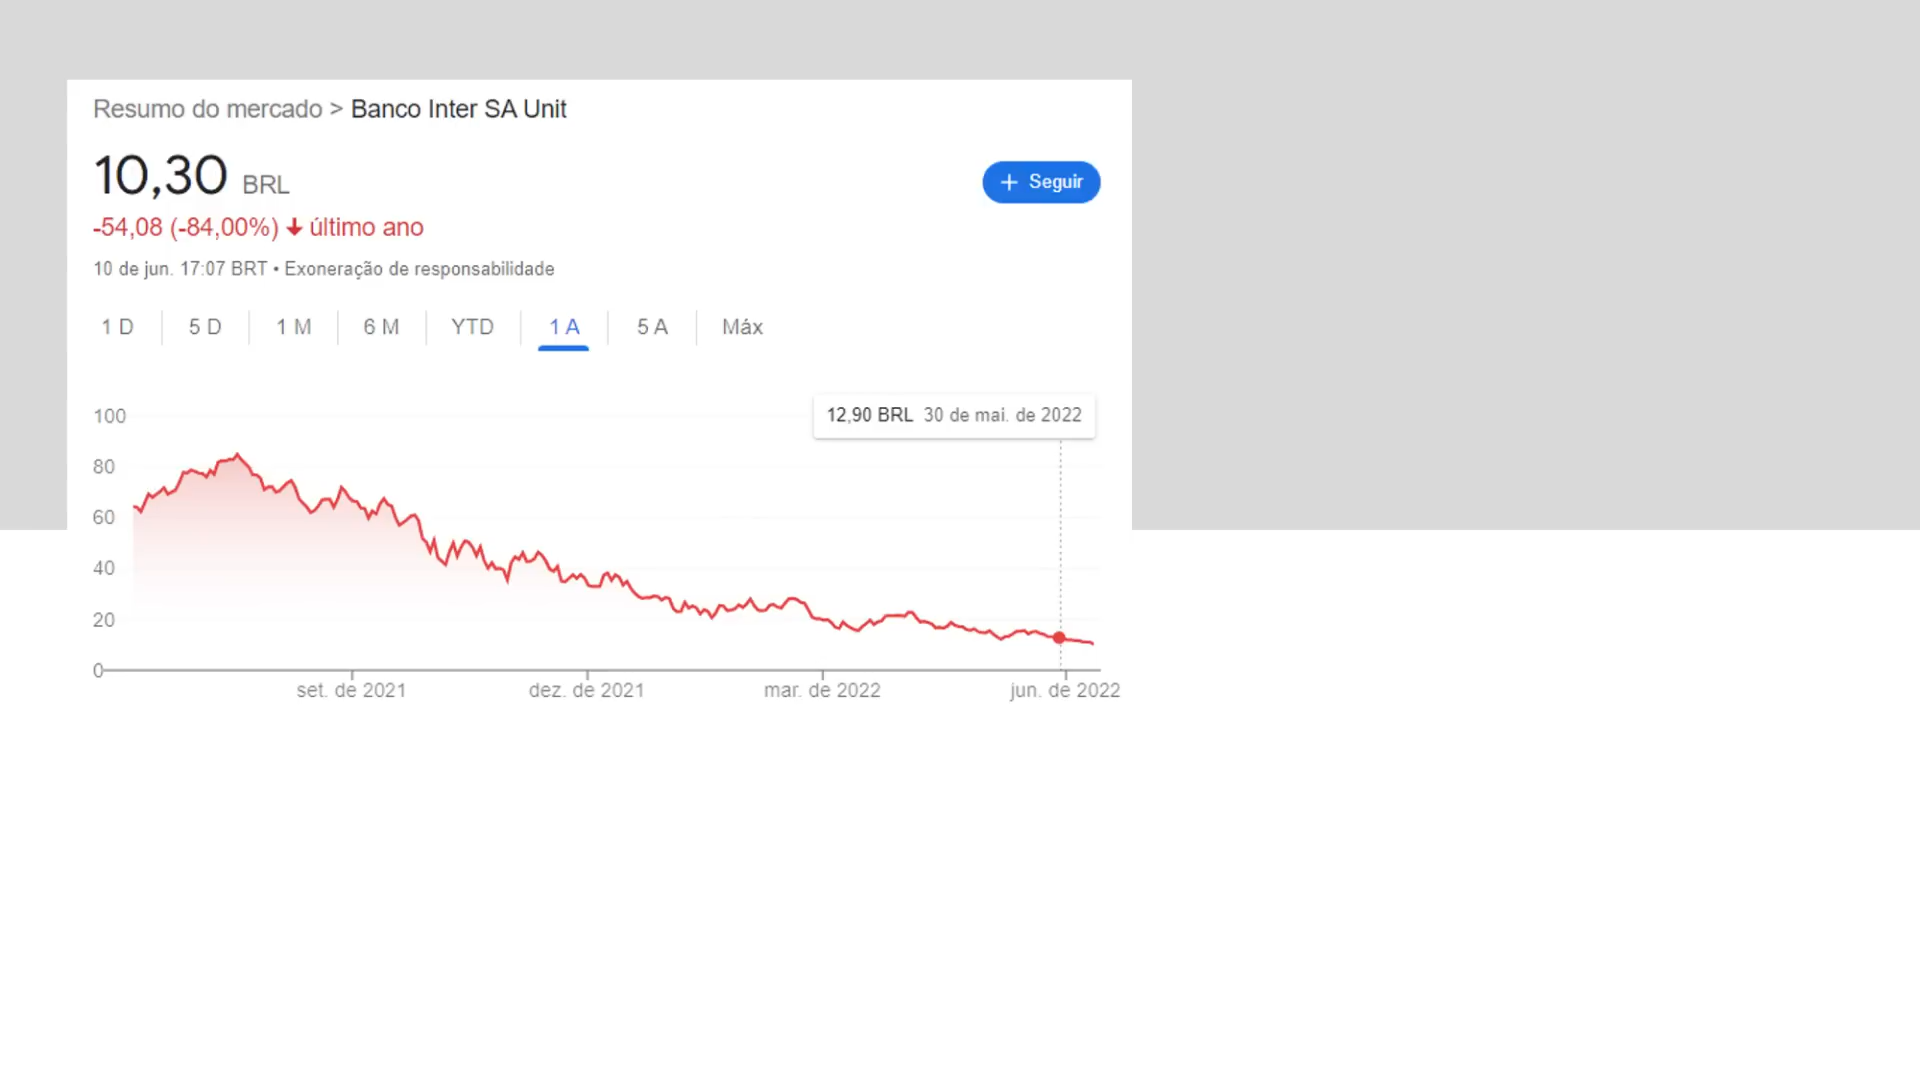 Resumo do mercado > Banco Inter SA Unit
10,30 BRL
+ Seguir
-54,08 (-84,00%) ↓ último ano
10 de jun. 17:07 BRT • Exoneração de responsabilidade
1 D 5 D 1 M 6 M YTD 1 A 5 A Máx
12,90 BRL 30 de mai. de 2022
100
80
60
40
20
0
set. de 2021 dez. de 2021 mar. de 2022 jun. de 2022